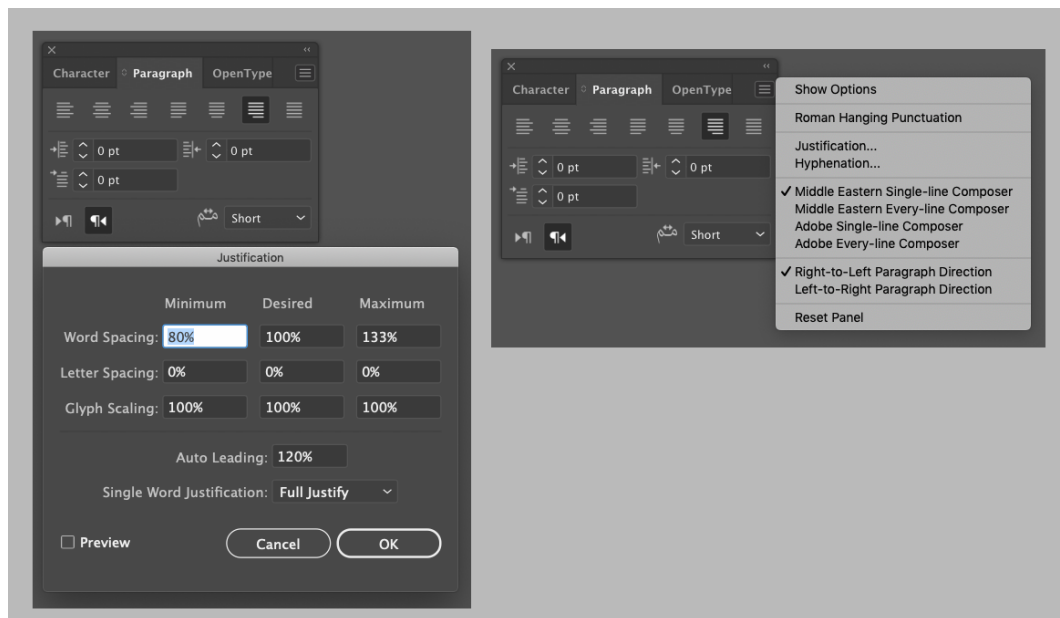 Character Paragraph OpenType
0 pt 0 pt
0 pt
متم Short
Justification
Minimum Desired Maximum
Word Spacing: 80% 100% 133%
Letter Spacing: 0% 0% 0%
Glyph Scaling: 100% 100% 100%
Auto Leading: 120%
Single Word Justification: Full Justify
Preview Cancel OK
Character Paragraph OpenType
0 pt 0 pt
0 pt
متم Short
Show Options
Roman Hanging Punctuation
Justification...
Hyphenation...
✓ Middle Eastern Single-line Composer
Middle Eastern Every-line Composer
Adobe Single-line Composer
Adobe Every-line Composer
✓ Right-to-Left Paragraph Direction
Left-to-Right Paragraph Direction
Reset Panel